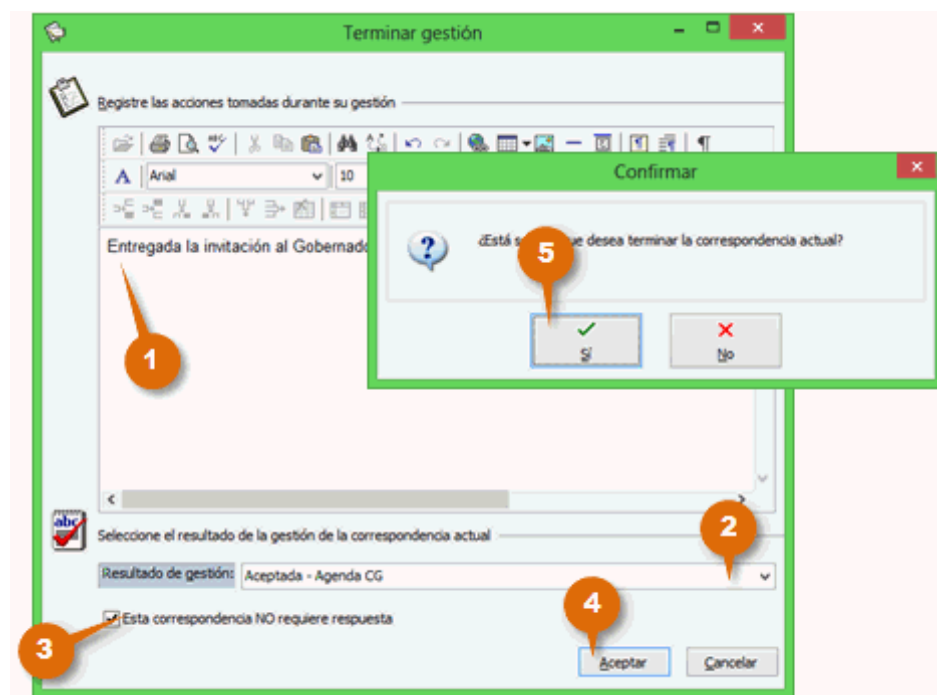 Terminar gestión
Registre las acciones tomadas durante su gestión
Arial
10
Entregada la invitación al Gobernado
1
Confirmar
¿Está que desea terminar la correspondencia actual?
5
Sí
No
abc
Seleccione el resultado de la gestión de la correspondencia actual
2
Resultado de gestión: Aceptada - Agenda CG
Esta correspondencia NO requiere respuesta
3
4
Aceptar Cancelar